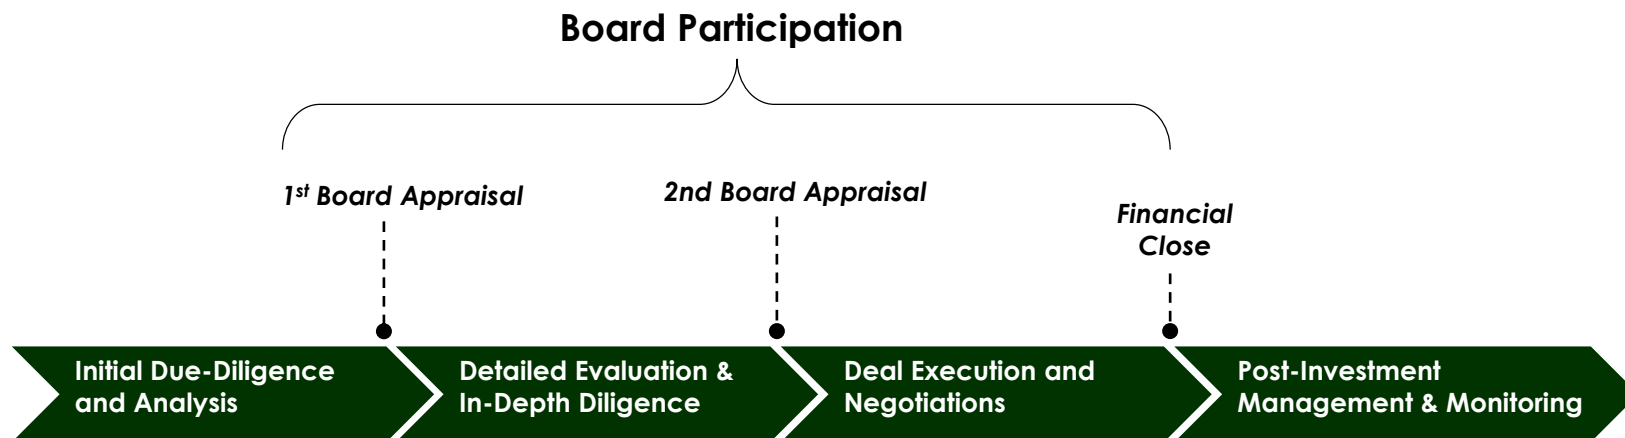 Board Participation
1st Board Appraisal
2nd Board Appraisal
Financial
Close
Initial Due-Diligence
and Analysis
Detailed Evaluation &
In-Depth Diligence
Deal Execution and
Negotiations
Post-Investment
Management & Monitoring